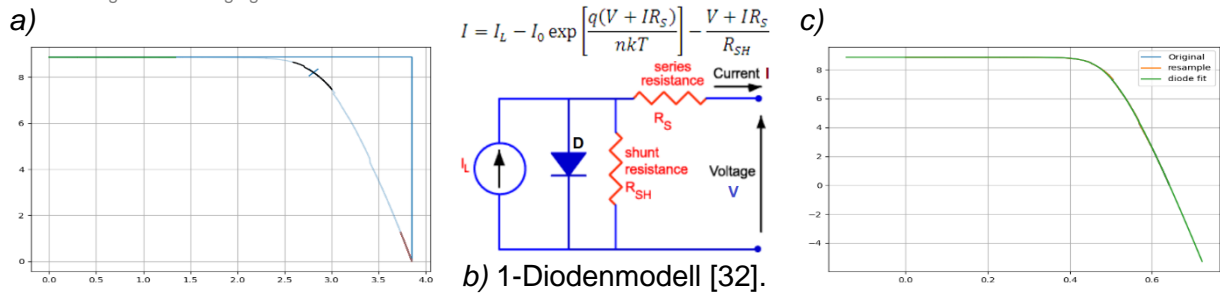 a)
8
6
4
2
0
0.0 0.5 1.0 1.5 2.0 2.5 3.0 3.5 4.0
I = I_L − I_0 exp [q(V + IR_S) / nkT] − (V + IR_S) / R_SH
series
resistance
Current I
R_S
D
I_L
shunt
resistance
R_SH
Voltage
V
b) 1-Diodenmodell [32].
c)
Original
resample
diode fit
8
6
4
2
0
−2
−4
0.0 0.2 0.4 0.6